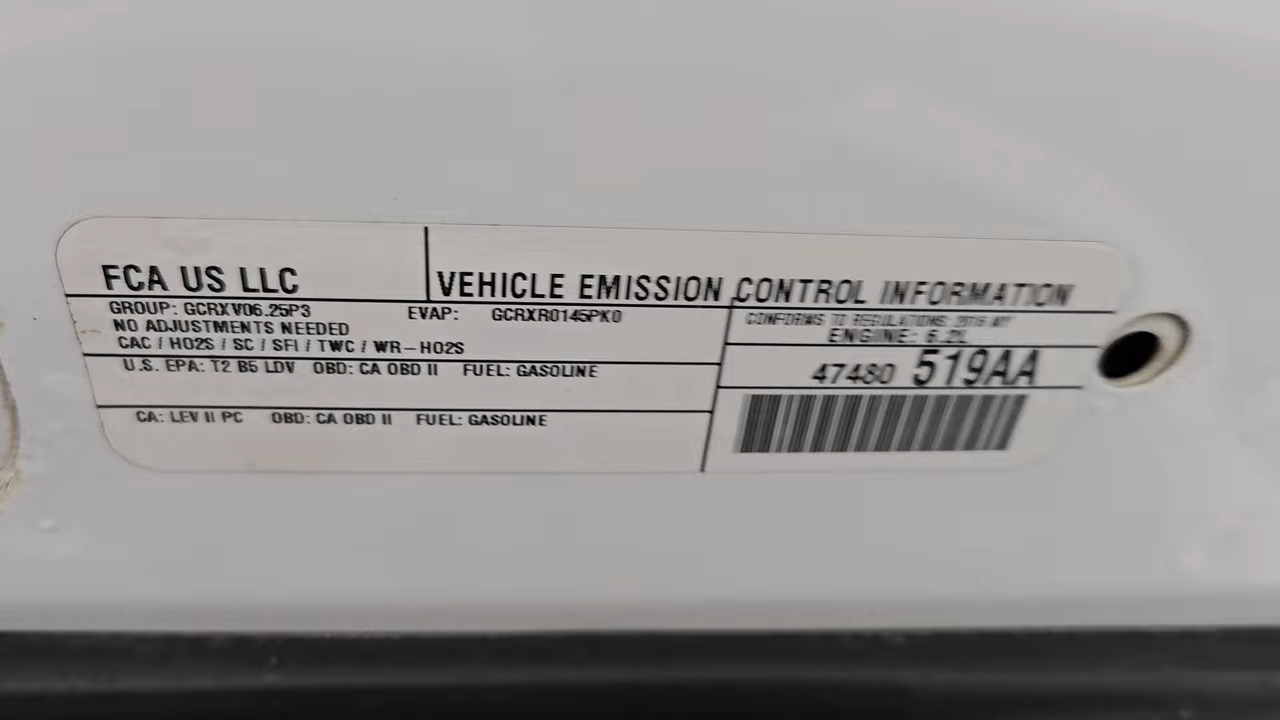 FCA US LLC
VEHICLE EMISSION CONTROL INFORMATION
GROUP: GCRXV06.25P3 EVAP: GCRXR0145PK0
NO ADJUSTMENTS NEEDED
CAC / HO2S / SC / SFI / TWC / WR-HO2S
U.S. EPA: T2 B5 LDV OBD: CA OBD II FUEL: GASOLINE
CA: LEV II PC OBD: CA OBD II FUEL: GASOLINE
CONFORMS TO REGULATIONS: 2016 MY
ENGINE: 6.2L
47480 519AA